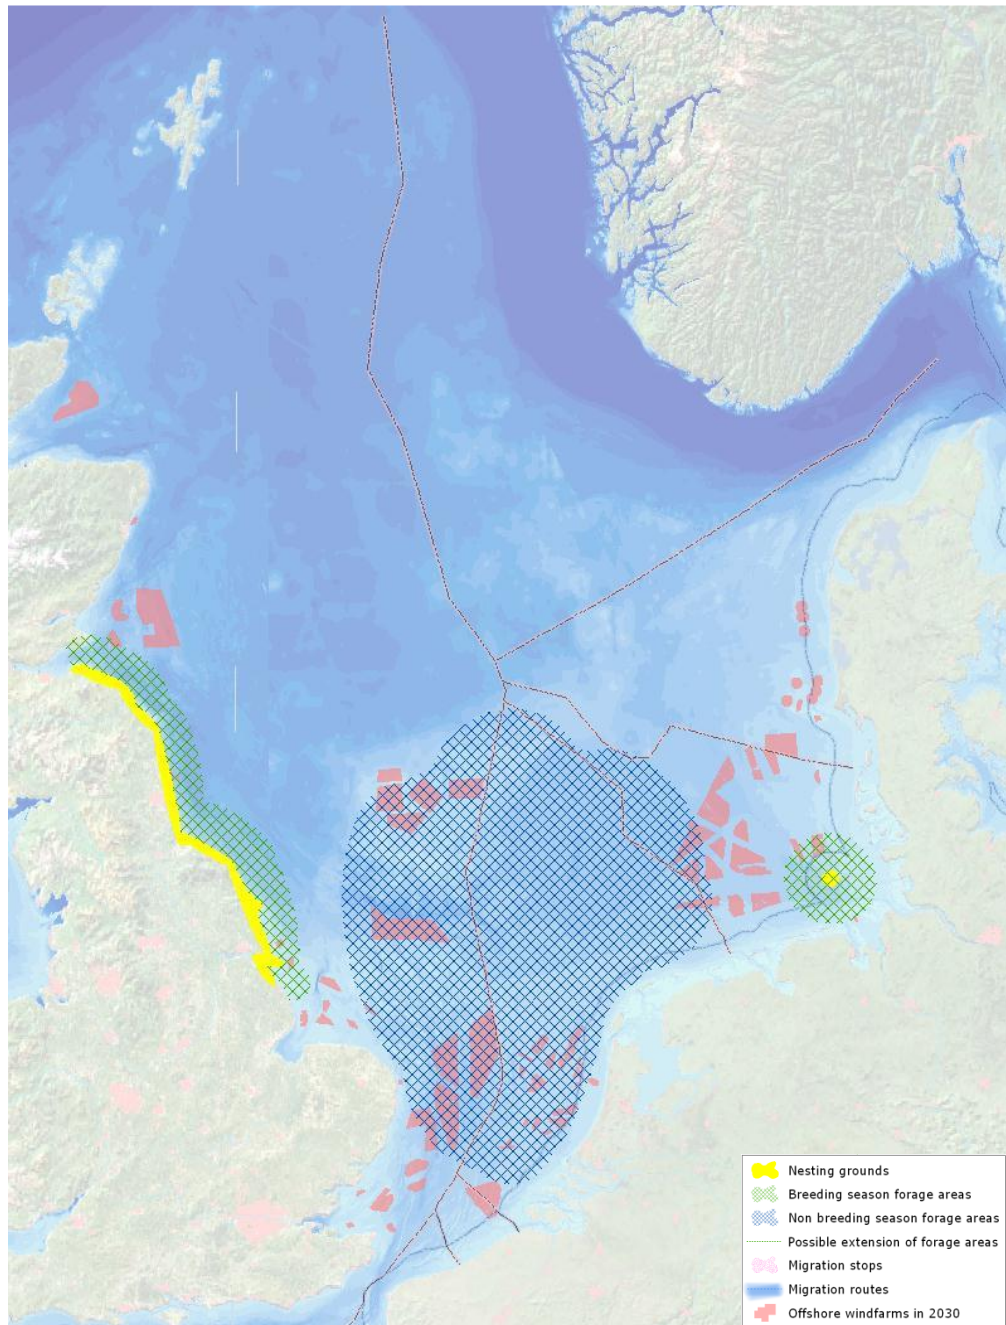 Nesting grounds
Breeding season forage areas
Non breeding season forage areas
Possible extension of forage areas
Migration stops
Migration routes
Offshore windfarms in 2030